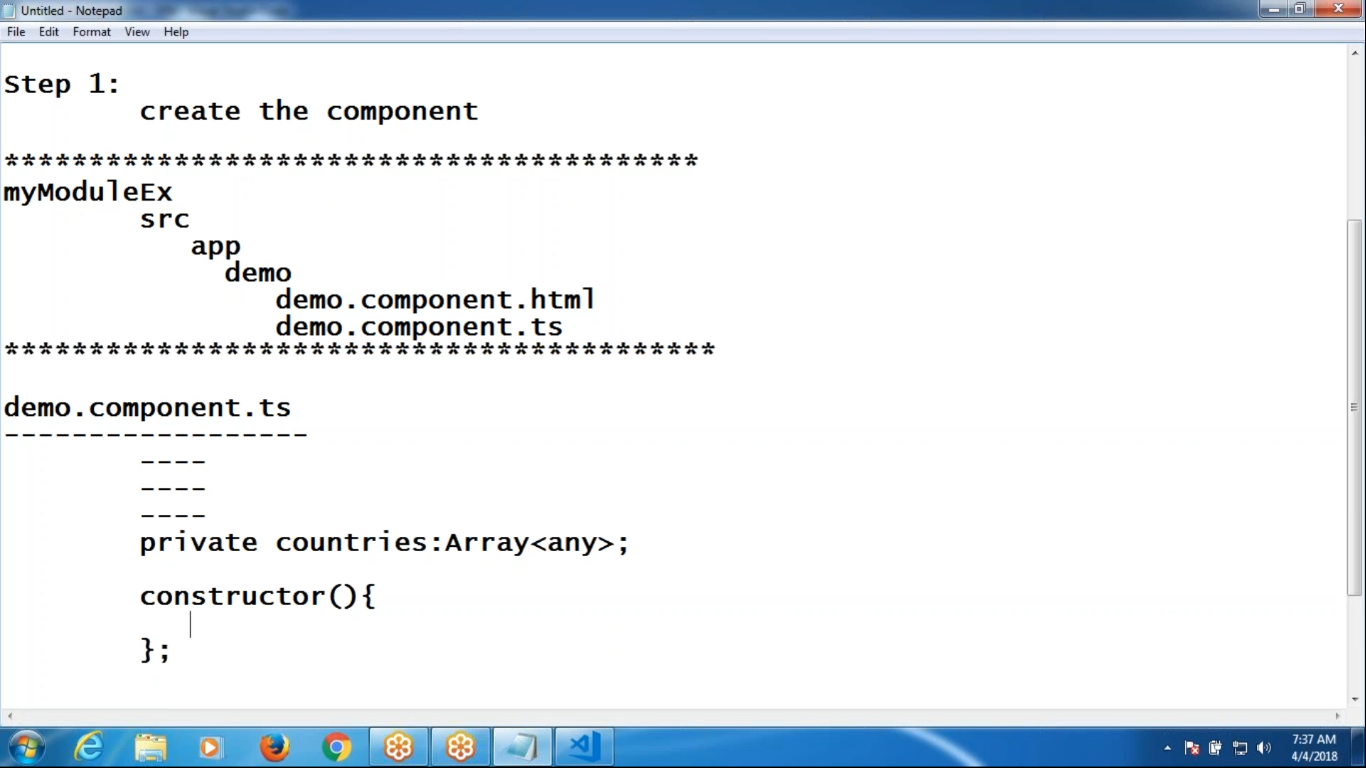 Untitled - Notepad
File Edit Format View Help
Step 1:
create the component
*****************************************
myModuleEx
src
app
demo
demo.component.html
demo.component.ts
******************************************
demo.component.ts
------------------
----
----
----
private countries:Array<any>;
constructor(){
};
7:37 AM
4/4/2018